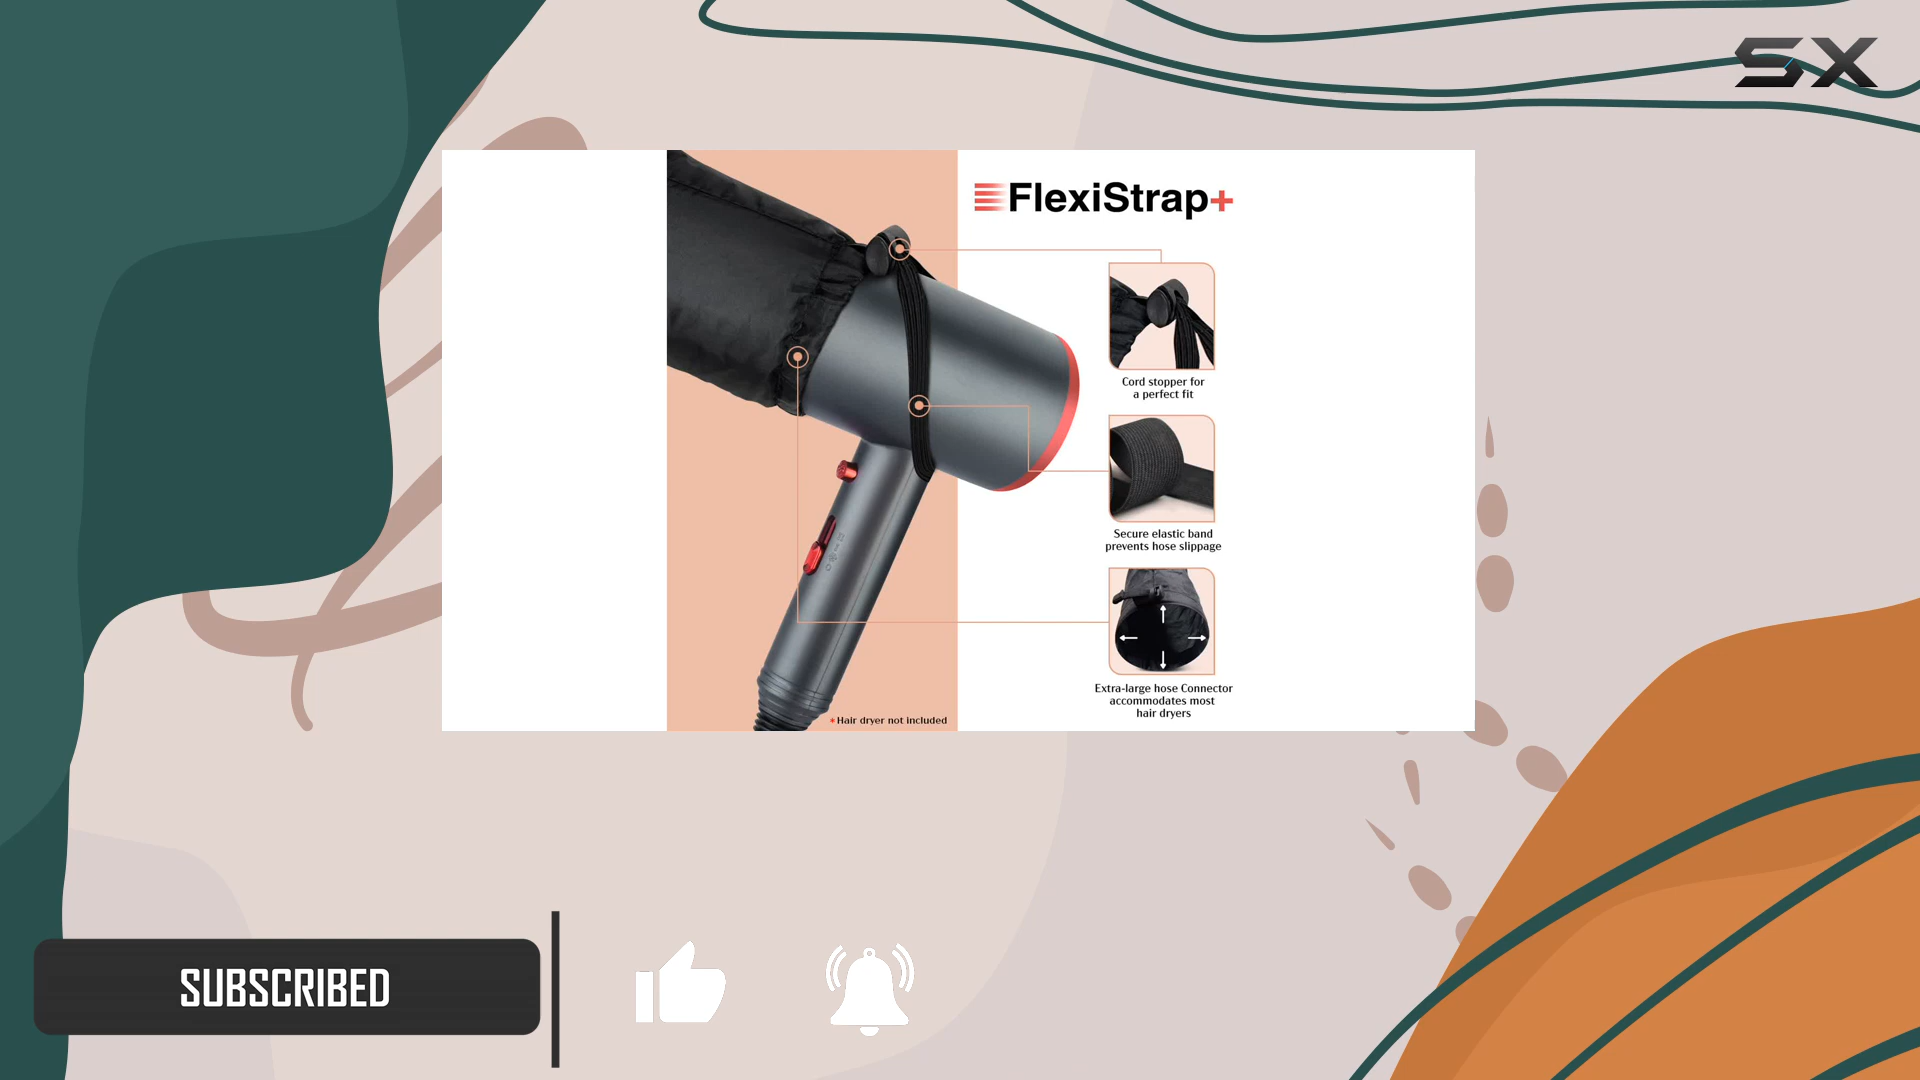 SX
FlexiStrap+
Cord stopper for
a perfect fit
Secure elastic band
prevents hose slippage
Extra-large hose Connector
accommodates most
hair dryers
* Hair dryer not included
SUBSCRIBED